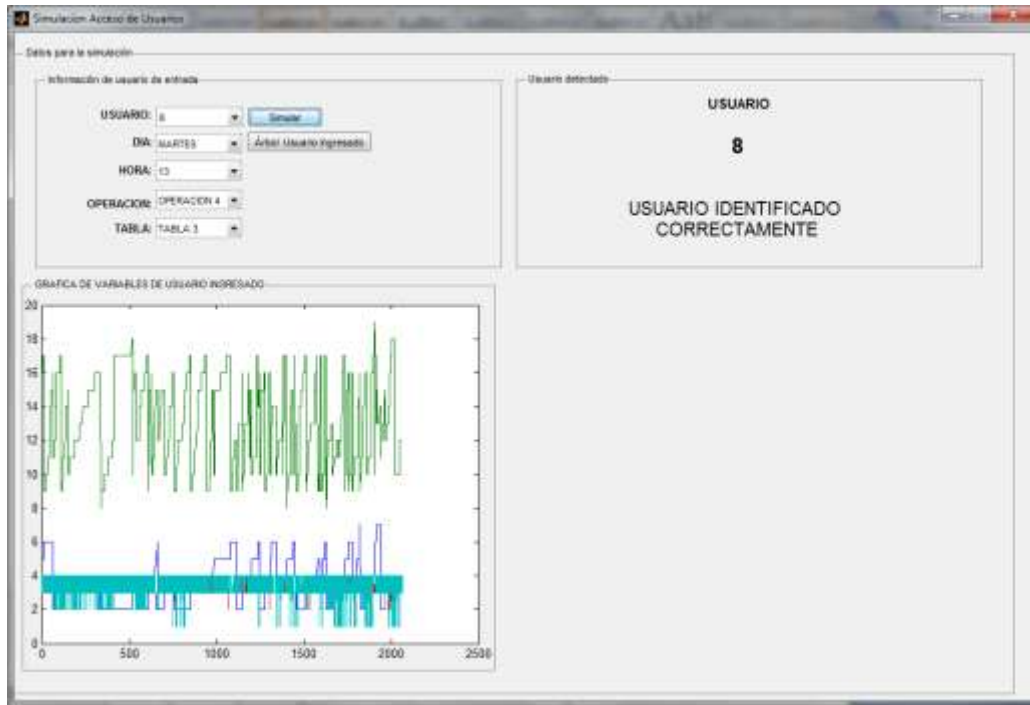 Simulacion Acceso de Usuarios
Datos para la simulación
Información de usuario de entrada
USUARIO: 8 Simular
DIA: MARTES Árbol Usuario Ingresado
HORA: 13
OPERACION: OPERACION 4
TABLA: TABLA 3
Usuario detectado
USUARIO
8
USUARIO IDENTIFICADO
CORRECTAMENTE
GRAFICA DE VARIABLES DE USUARIO INGRESADO
20
18
16
14
12
10
8
6
4
2
0
0 500 1000 1500 2000 2500